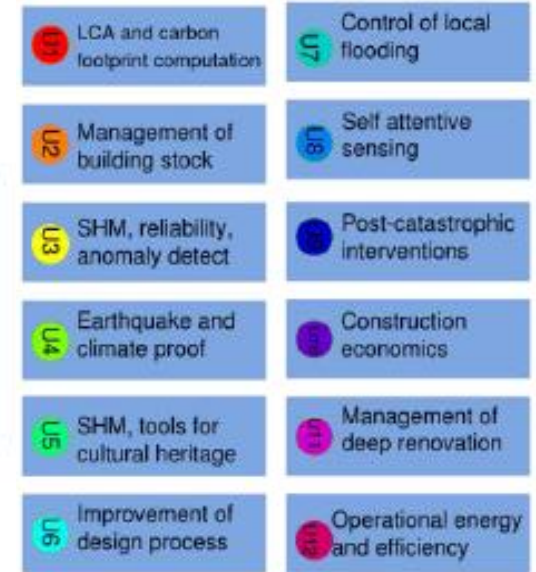 U1
LCA and carbon
footprint computation
U2
Management of
building stock
U3
SHM, reliability,
anomaly detect
U4
Earthquake and
climate proof
U5
SHM, tools for
cultural heritage
U6
Improvement of
design process
U7
Control of local
flooding
U8
Self attentive
sensing
U9
Post-catastrophic
interventions
U10
Construction
economics
U11
Management of
deep renovation
U12
Operational energy
and efficiency